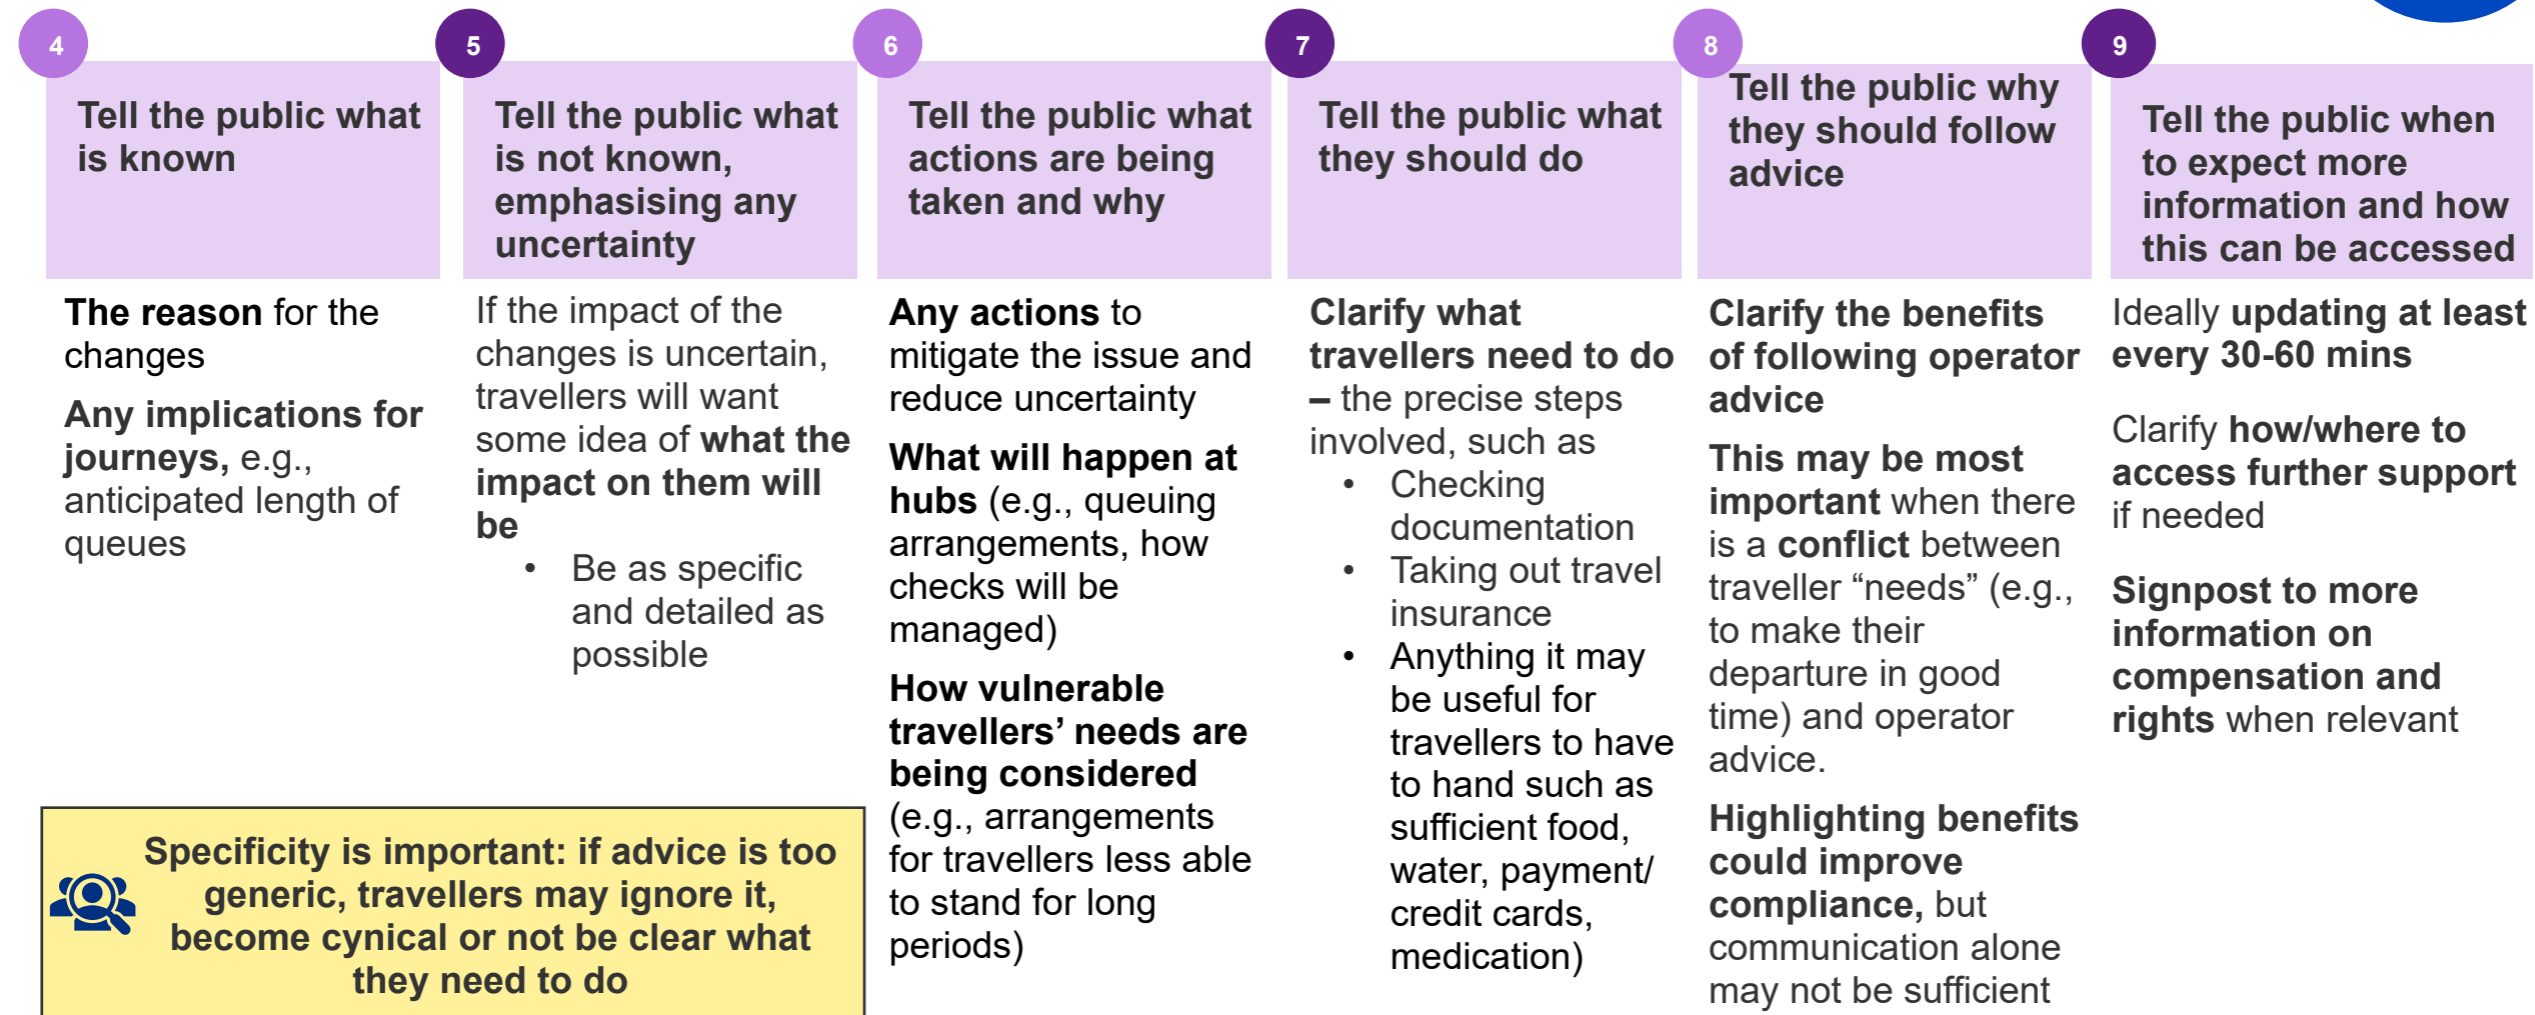 4
Tell the public what
is known
The reason for the
changes
Any implications for
journeys, e.g.,
anticipated length of
queues
5
Tell the public what
is not known,
emphasising any
uncertainty
If the impact of the
changes is uncertain,
travellers will want
some idea of what the
impact on them will
be
• Be as specific
and detailed as
possible
Specificity is important: if advice is too
generic, travellers may ignore it,
become cynical or not be clear what
they need to do
6
Tell the public what
actions are being
taken and why
Any actions to
mitigate the issue and
reduce uncertainty
What will happen at
hubs (e.g., queuing
arrangements, how
checks will be
managed)
How vulnerable
travellers’ needs are
being considered
(e.g., arrangements
for travellers less able
to stand for long
periods)
7
Tell the public what
they should do
Clarify what
travellers need to do
– the precise steps
involved, such as
• Checking
documentation
• Taking out travel
insurance
• Anything it may
be useful for
travellers to have
to hand such as
sufficient food,
water, payment/
credit cards,
medication)
8
Tell the public why
they should follow
advice
Clarify the benefits
of following operator
advice
This may be most
important when there
is a conflict between
traveller “needs” (e.g.,
to make their
departure in good
time) and operator
advice.
Highlighting benefits
could improve
compliance, but
communication alone
may not be sufficient
9
Tell the public when
to expect more
information and how
this can be accessed
Ideally updating at least
every 30-60 mins
Clarify how/where to
access further support
if needed
Signpost to more
information on
compensation and
rights when relevant